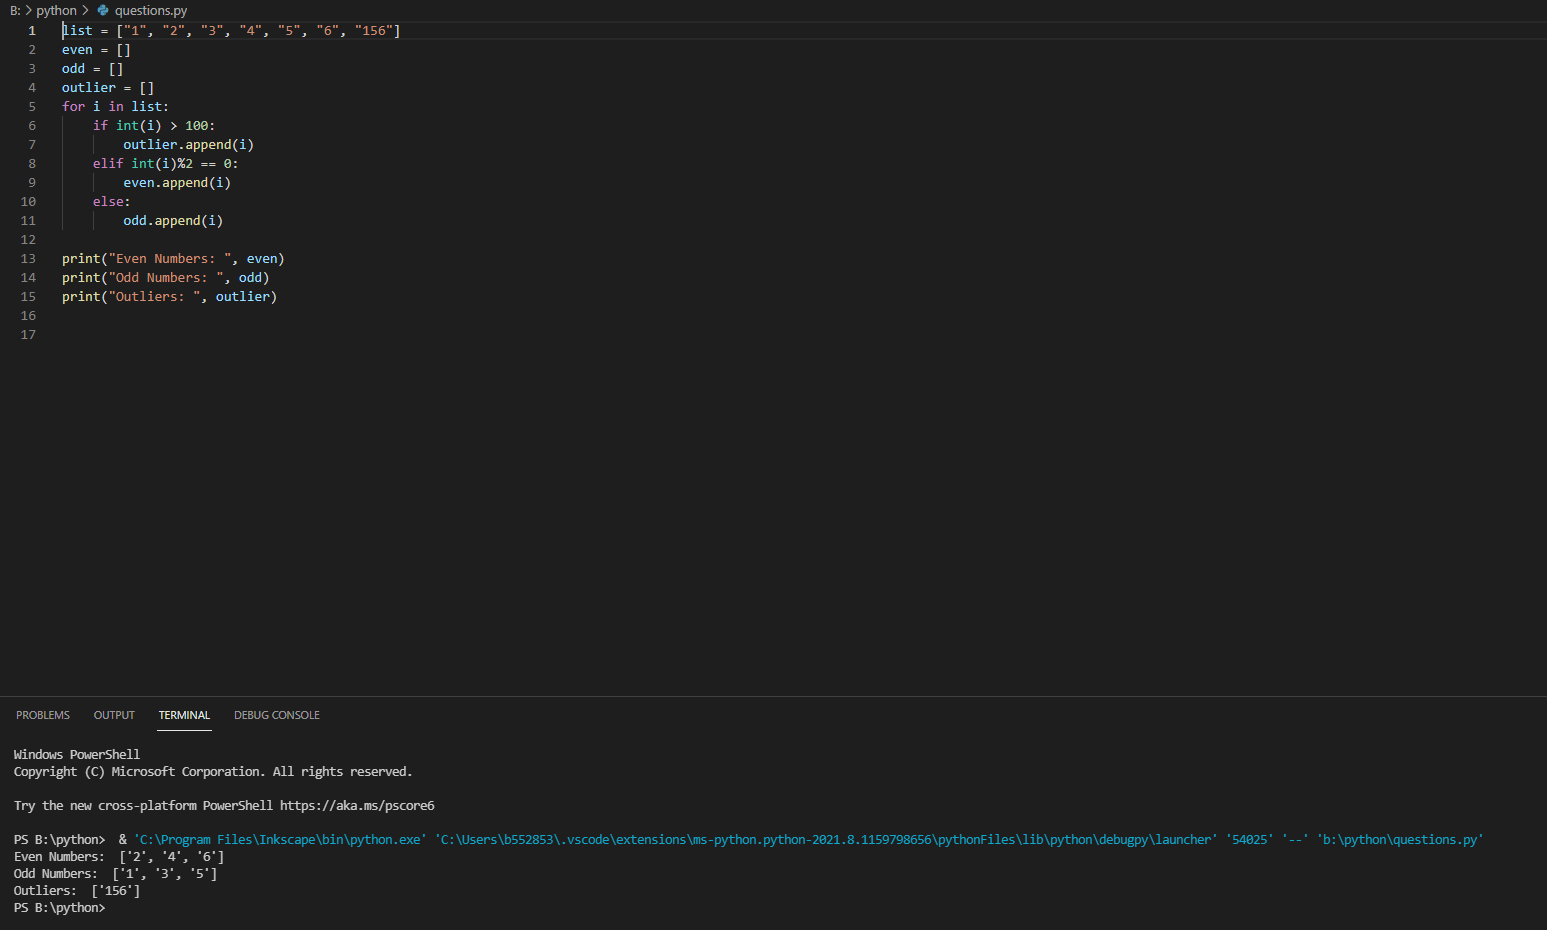 B: > python > questions.py
1 list = ["1", "2", "3", "4", "5", "6", "156"]
2 even = []
3 odd = []
4 outlier = []
5 for i in list:
6     if int(i) > 100:
7         outlier.append(i)
8     elif int(i)%2 == 0:
9         even.append(i)
10     else:
11         odd.append(i)
12
13 print("Even Numbers: ", even)
14 print("Odd Numbers: ", odd)
15 print("Outliers: ", outlier)
16
17
PROBLEMS OUTPUT TERMINAL DEBUG CONSOLE
Windows PowerShell
Copyright (C) Microsoft Corporation. All rights reserved.
Try the new cross-platform PowerShell https://aka.ms/pscore6
PS B:\python>  & 'C:\Program Files\Inkscape\bin\python.exe' 'C:\Users\b552853\.vscode\extensions\ms-python.python-2021.8.1159798656\pythonFiles\lib\python\debugpy\launcher' '54025' '--' 'b:\python\questions.py'
Even Numbers:  ['2', '4', '6']
Odd Numbers:  ['1', '3', '5']
Outliers:  ['156']
PS B:\python>